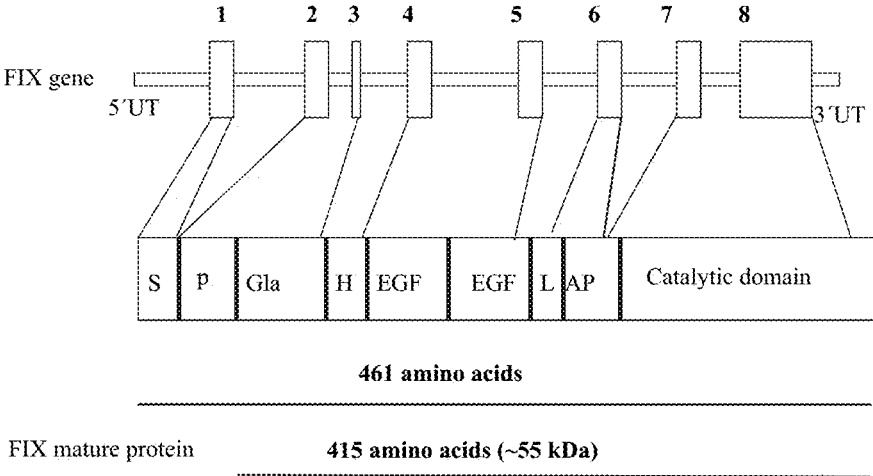 1 2 3 4 5 6 7 8
FIX gene
5´UT
3´UT
S p Gla H EGF EGF L AP Catalytic domain
461 amino acids
FIX mature protein 415 amino acids (~55 kDa)